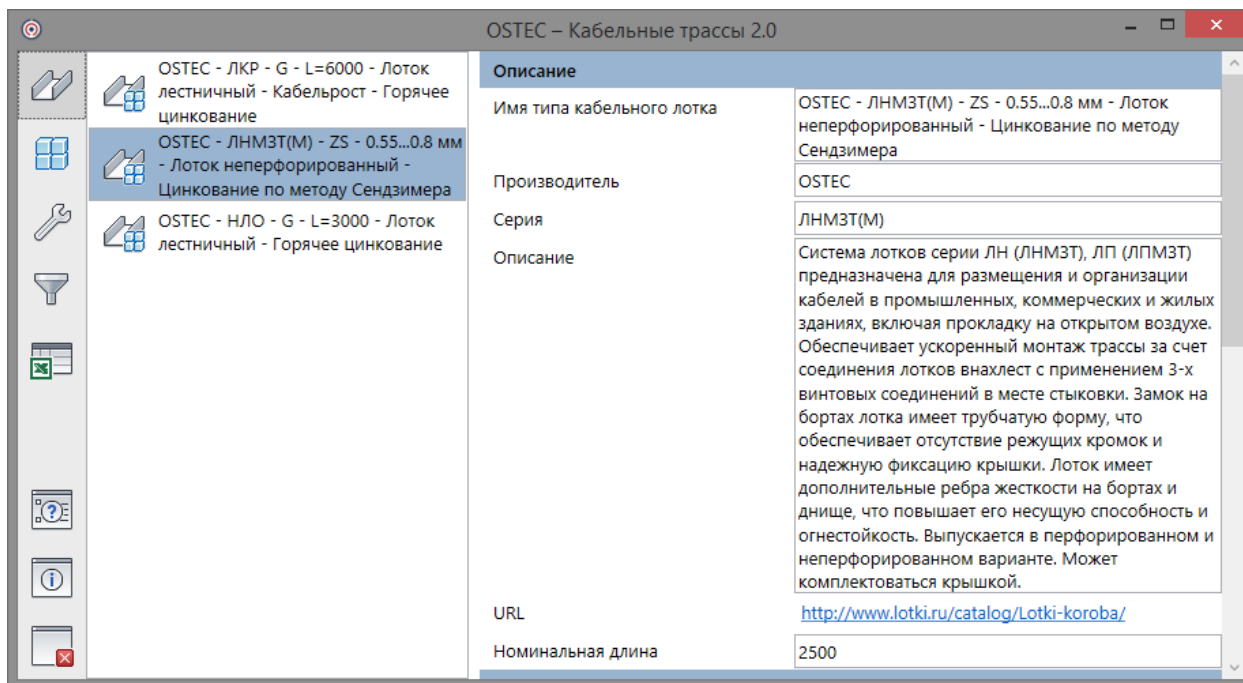 OSTEC – Кабельные трассы 2.0
OSTEC - ЛКР - G - L=6000 - Лоток
лестничный - Кабельрост - Горячее
цинкование
OSTEC - ЛНМЗТ(М) - ZS - 0.55...0.8 мм
- Лоток неперфорированный -
Цинкование по методу Сендзимера
OSTEC - НЛО - G - L=3000 - Лоток
лестничный - Горячее цинкование
Описание
Имя типа кабельного лотка
OSTEC - ЛНМЗТ(М) - ZS - 0.55...0.8 мм - Лоток
неперфорированный - Цинкование по методу
Сендзимера
Производитель
OSTEC
Серия
ЛНМЗТ(М)
Описание
Система лотков серии ЛН (ЛНМЗТ), ЛП (ЛПМЗТ)
предназначена для размещения и организации
кабелей в промышленных, коммерческих и жилых
зданиях, включая прокладку на открытом воздухе.
Обеспечивает ускоренный монтаж трассы за счет
соединения лотков внахлест с применением 3-х
винтовых соединений в месте стыковки. Замок на
бортах лотка имеет трубчатую форму, что
обеспечивает отсутствие режущих кромок и
надежную фиксацию крышки. Лоток имеет
дополнительные ребра жесткости на бортах и
днище, что повышает его несущую способность и
огнестойкость. Выпускается в перфорированном и
неперфорированном варианте. Может
комплектоваться крышкой.
URL
http://www.lotki.ru/catalog/Lotki-koroba/
Номинальная длина
2500